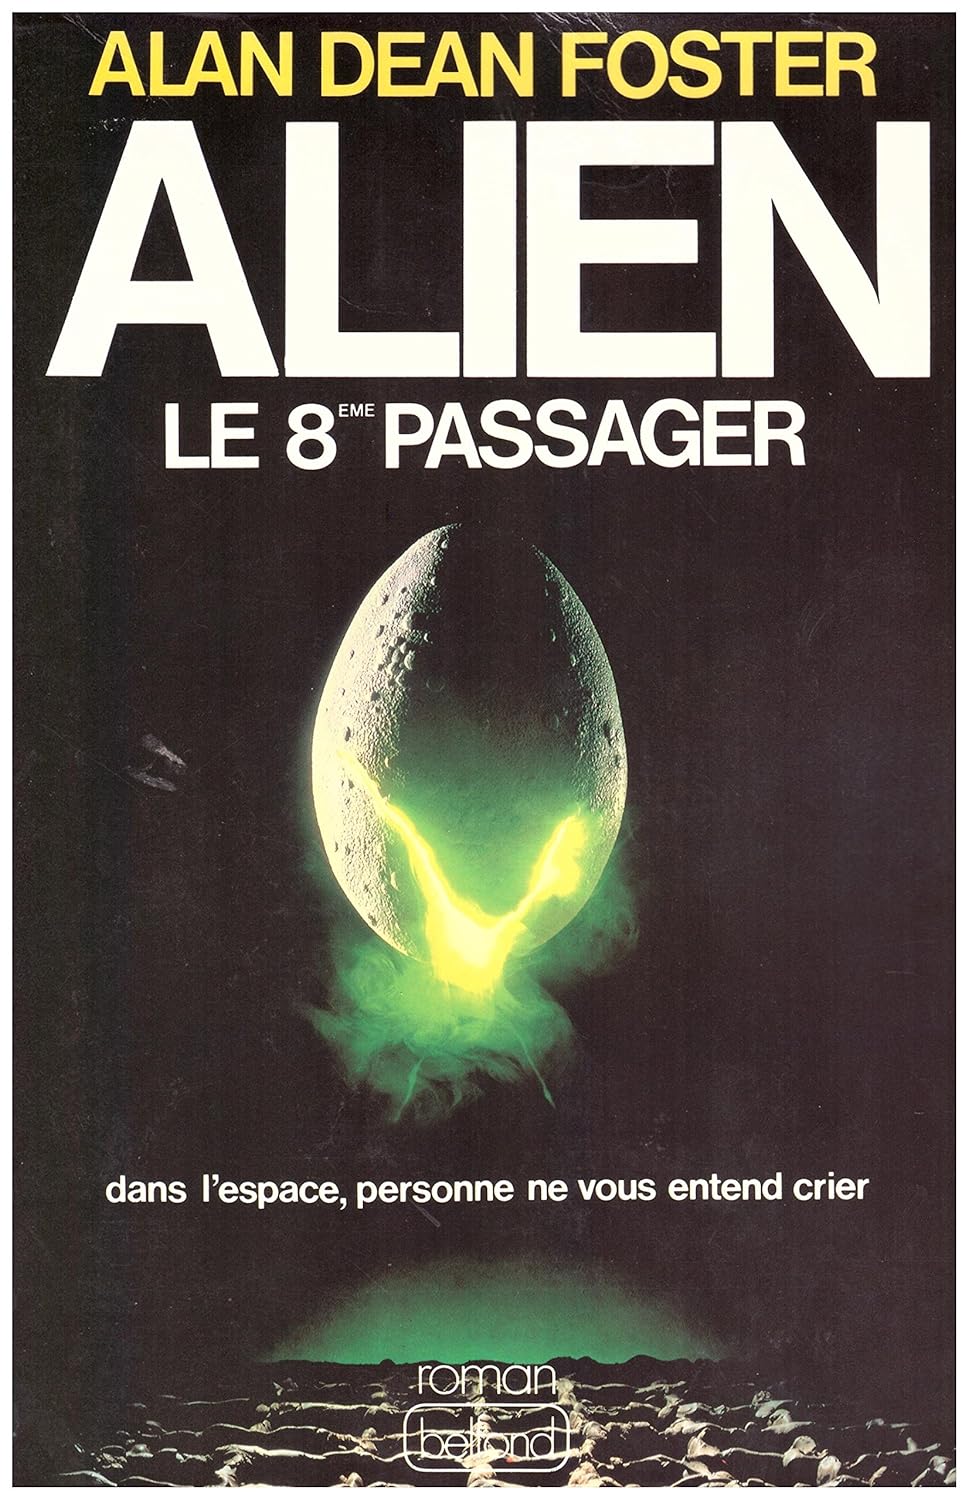 ALAN DEAN FOSTER
ALIEN
LE 8EME PASSAGER
dans l'espace, personne ne vous entend crier
roman
belfond